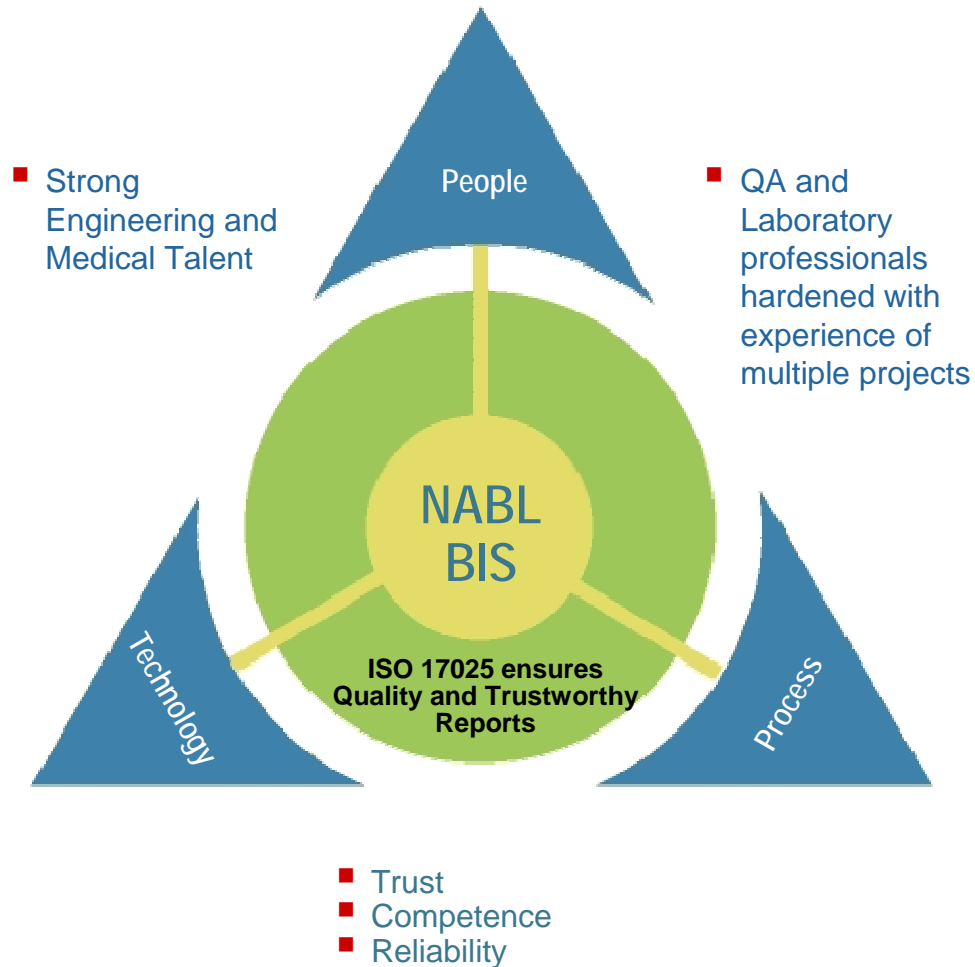 People
Strong
Engineering and
Medical Talent
QA and
Laboratory
professionals
hardened with
experience of
multiple projects
NABL
BIS
Technology
Process
ISO 17025 ensures
Quality and Trustworthy
Reports
Trust
Competence
Reliability